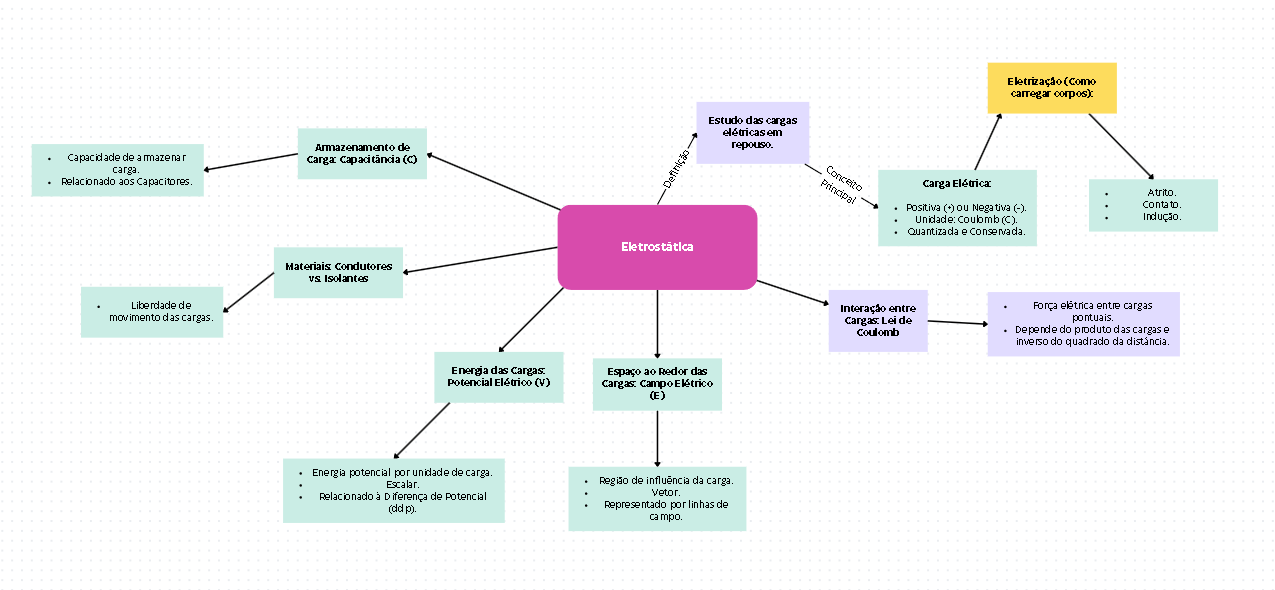 Eletrização (Como
carregar corpos):
Estudo das cargas
elétricas em
repouso.
Armazenamento de
Carga: Capacitância (C)
• Capacidade de armazenar
carga.
• Relacionado aos Capacitores.
Definição
Conceito
Principal
Carga Elétrica:
• Positiva (+) ou Negativa (-).
• Unidade: Coulomb (C).
• Quantizada e Conservada.
• Atrito.
• Contato.
• Indução.
Eletrostática
Materiais: Condutores
vs. Isolantes
• Liberdade de
movimento das cargas.
Interação entre
Cargas: Lei de
Coulomb
• Força elétrica entre cargas
pontuais.
• Depende do produto das cargas e
inverso do quadrado da distância.
Energia das Cargas:
Potencial Elétrico (V)
Espaço ao Redor das
Cargas: Campo Elétrico
(E)
• Energia potencial por unidade de carga.
• Escalar.
• Relacionado à Diferença de Potencial
(ddp).
• Região de influência da carga.
• Vetor.
• Representado por linhas de
campo.